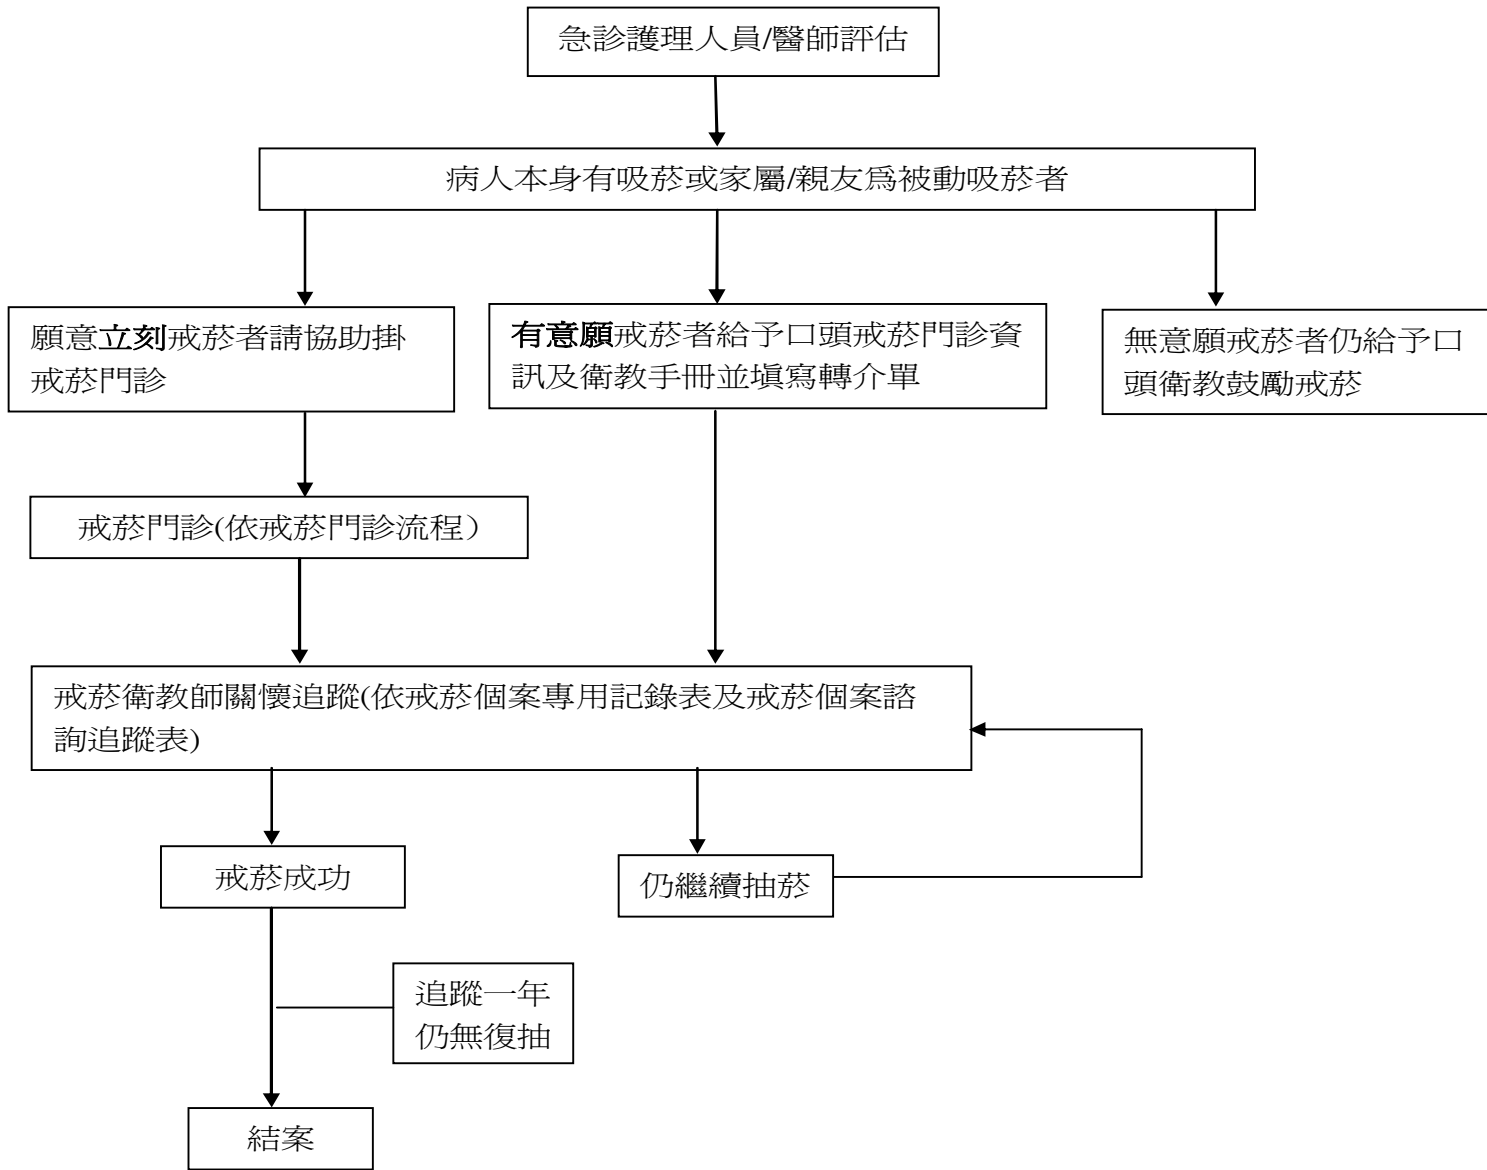 急診護理人員/醫師評估
病人本身有吸菸或家屬/親友為被動吸菸者
願意立刻戒菸者請協助掛
戒菸門診
有意願戒菸者給予口頭戒菸門診資
訊及衛教手冊並填寫轉介單
無意願戒菸者仍給予口
頭衛教鼓勵戒菸
戒菸門診(依戒菸門診流程）
戒菸衛教師關懷追蹤(依戒菸個案專用記錄表及戒菸個案諮
詢追蹤表)
戒菸成功
仍繼續抽菸
追蹤一年
仍無復抽
結案